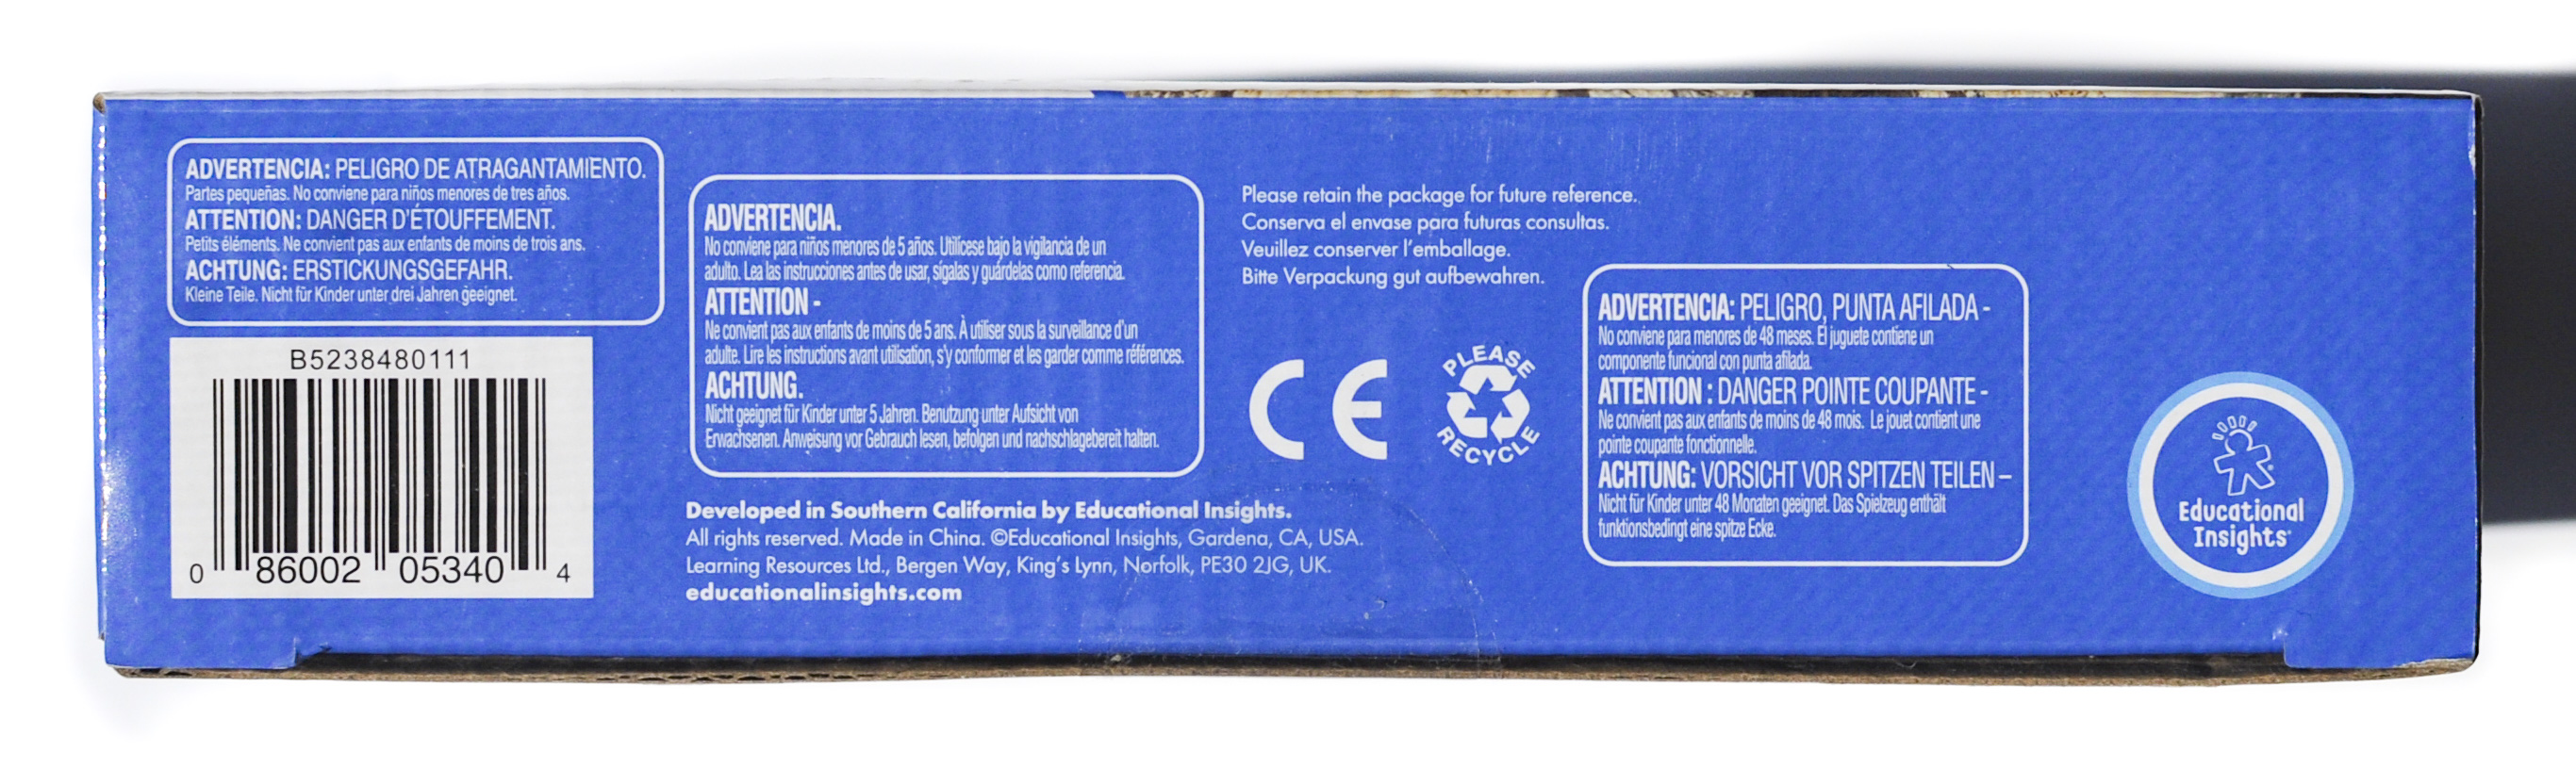 ADVERTENCIA: PELIGRO DE ATRAGANTAMIENTO.
Partes pequeñas. No conviene para niños menores de tres años.
ATTENTION: DANGER D'ÉTOUFFEMENT.
Petits éléments. Ne convient pas aux enfants de moins de trois ans.
ACHTUNG: ERSTICKUNGSGEFAHR.
Kleine Teile. Nicht für Kinder unter drei Jahren geeignet.
B5238480111
0 86002 05340 4
ADVERTENCIA.
No conviene para niños menores de 5 años. Utilícese bajo la vigilancia de un
adulto. Lea las instrucciones antes de usar, sígalas y guárdelas como referencia.
ATTENTION -
Ne convient pas aux enfants de moins de 5 ans. À utiliser sous la surveillance d'un
adulte. Lire les instructions avant utilisation, s'y conformer et les garder comme références.
ACHTUNG.
Nicht geeignet für Kinder unter 5 Jahren. Benutzung unter Aufsicht von
Erwachsenen. Anweisung vor Gebrauch lesen, befolgen und nachschlagebereit halten.
Developed in Southern California by Educational Insights.
All rights reserved. Made in China. ©Educational Insights, Gardena, CA, USA.
Learning Resources Ltd., Bergen Way, King's Lynn, Norfolk, PE30 2JG, UK.
educationalinsights.com
Please retain the package for future reference.
Conserva el envase para futuras consultas.
Veuillez conserver l'emballage.
Bitte Verpackung gut aufbewahren.
CE
PLEASE
RECYCLE
ADVERTENCIA: PELIGRO, PUNTA AFILADA -
No conviene para menores de 48 meses. El juguete contiene un
componente funcional con punta afilada.
ATTENTION : DANGER POINTE COUPANTE -
Ne convient pas aux enfants de moins de 48 mois. Le jouet contient une
pointe coupante fonctionnelle.
ACHTUNG: VORSICHT VOR SPITZEN TEILEN –
Nicht für Kinder unter 48 Monaten geeignet. Das Spielzeug enthält
funktionsbedingt eine spitze Ecke.
Educational
Insights®